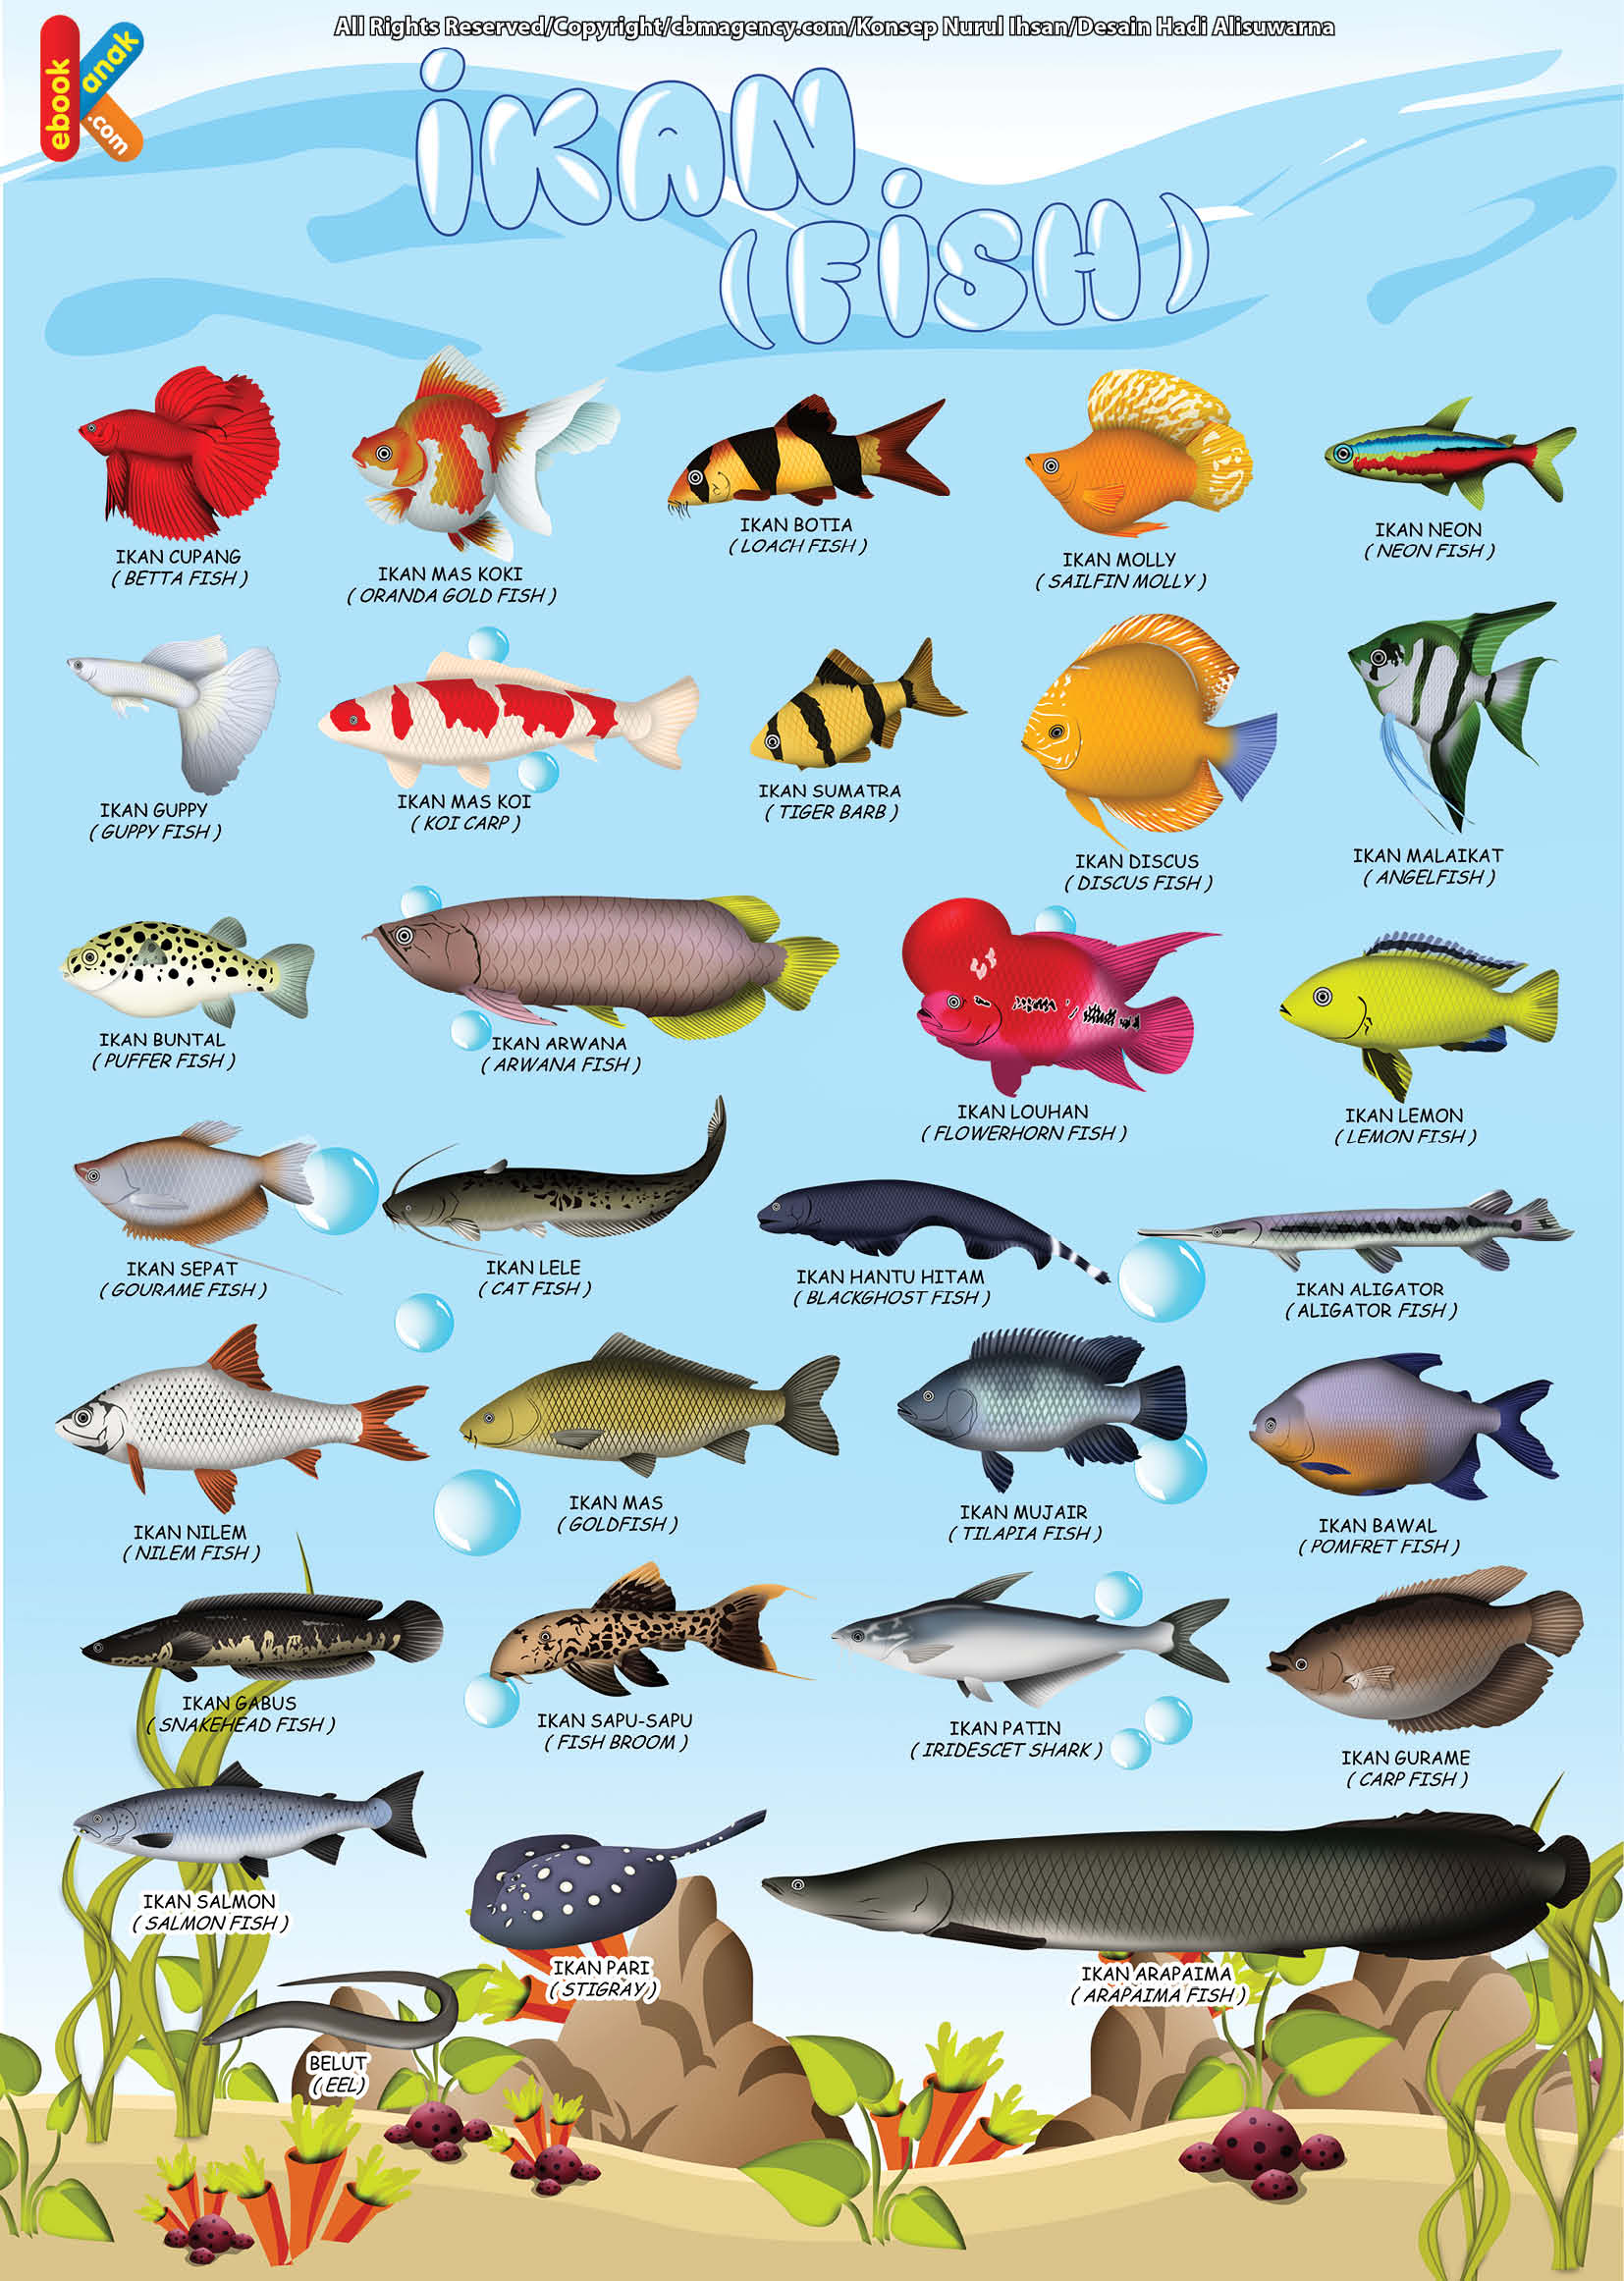 All Rights Reserved/Copyright/cbmagency.com/Konsep Nurul Ihsan/Desain Hadi Alisuwarna
ebook
anak
.com
iKAN
(FiSH)
IKAN CUPANG
( BETTA FISH )
IKAN MAS KOKI
( ORANDA GOLD FISH )
IKAN BOTIA
( LOACH FISH )
IKAN MOLLY
( SAILFIN MOLLY )
IKAN NEON
( NEON FISH )
IKAN GUPPY
( GUPPY FISH )
IKAN MAS KOI
( KOI CARP )
IKAN SUMATRA
( TIGER BARB )
IKAN DISCUS
( DISCUS FISH )
IKAN MALAIKAT
( ANGELFISH )
IKAN BUNTAL
( PUFFER FISH )
IKAN ARWANA
( ARWANA FISH )
IKAN LOUHAN
( FLOWERHORN FISH )
IKAN LEMON
( LEMON FISH )
IKAN SEPAT
( GOURAME FISH )
IKAN LELE
( CAT FISH )
IKAN HANTU HITAM
( BLACKGHOST FISH )
IKAN ALIGATOR
( ALIGATOR FISH )
IKAN NILEM
( NILEM FISH )
IKAN MAS
( GOLDFISH )
IKAN MUJAIR
( TILAPIA FISH )
IKAN BAWAL
( POMFRET FISH )
IKAN GABUS
( SNAKEHEAD FISH )
IKAN SAPU-SAPU
( FISH BROOM )
IKAN PATIN
( IRIDESCET SHARK )
IKAN GURAME
( CARP FISH )
IKAN SALMON
( SALMON FISH )
IKAN PARI
( STIGRAY )
IKAN ARAPAIMA
( ARAPAIMA FISH )
BELUT
( EEL)